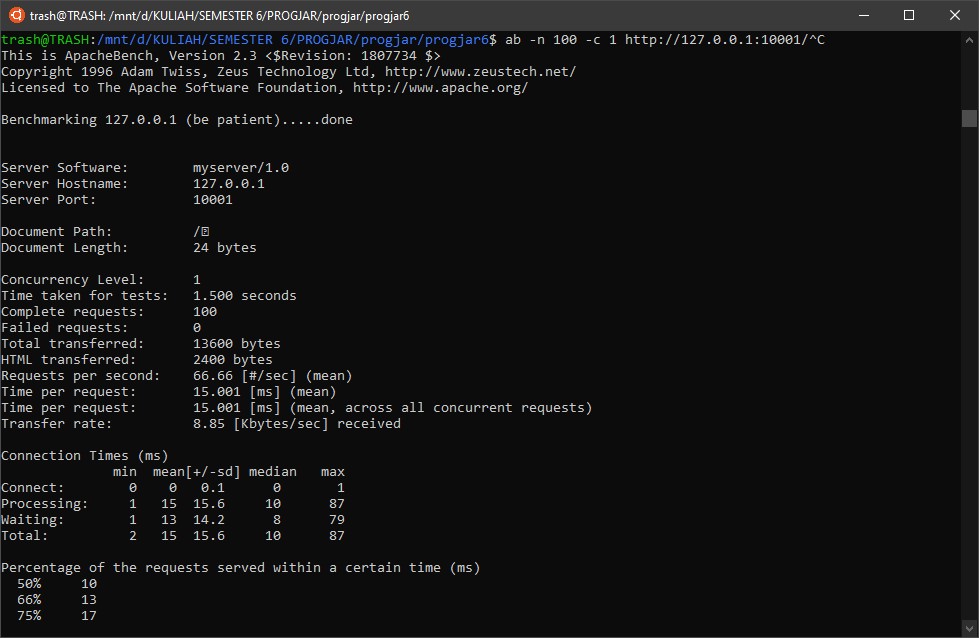 trash@TRASH: /mnt/d/KULIAH/SEMESTER 6/PROGJAR/progjar/progjar6
trash@TRASH:/mnt/d/KULIAH/SEMESTER 6/PROGJAR/progjar/progjar6$ ab -n 100 -c 1 http://127.0.0.1:10001/^C
This is ApacheBench, Version 2.3 <$Revision: 1807734 $>
Copyright 1996 Adam Twiss, Zeus Technology Ltd, http://www.zeustech.net/
Licensed to The Apache Software Foundation, http://www.apache.org/

Benchmarking 127.0.0.1 (be patient).....done

Server Software:        myserver/1.0
Server Hostname:        127.0.0.1
Server Port:            10001

Document Path:          /
Document Length:        24 bytes

Concurrency Level:      1
Time taken for tests:   1.500 seconds
Complete requests:      100
Failed requests:        0
Total transferred:      13600 bytes
HTML transferred:       2400 bytes
Requests per second:    66.66 [#/sec] (mean)
Time per request:       15.001 [ms] (mean)
Time per request:       15.001 [ms] (mean, across all concurrent requests)
Transfer rate:          8.85 [Kbytes/sec] received

Connection Times (ms)
              min  mean[+/-sd] median   max
Connect:        0    0   0.1      0       1
Processing:     1   15  15.6     10      87
Waiting:        1   13  14.2      8      79
Total:          2   15  15.6     10      87

Percentage of the requests served within a certain time (ms)
  50%     10
  66%     13
  75%     17